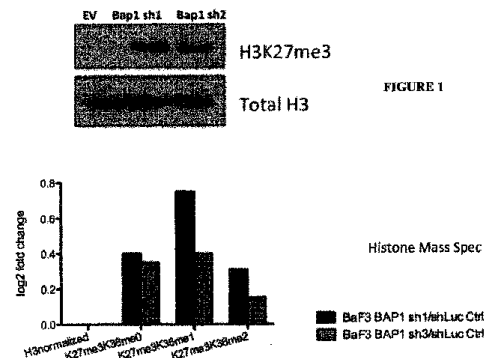 EV Bap1 sh1 Bap1 sh2
H3K27me3
FIGURE 1
Total H3
0.8
0.6
0.4
0.2
0.0
log2 fold change
Histone Mass Spec
H3normalized
K27me3K36me0
K27me3K36me1
K27me3K36me2
BaF3 BAP1 sh1/shLuc Ctrl
BaF3 BAP1 sh3/shLuc Ctrl